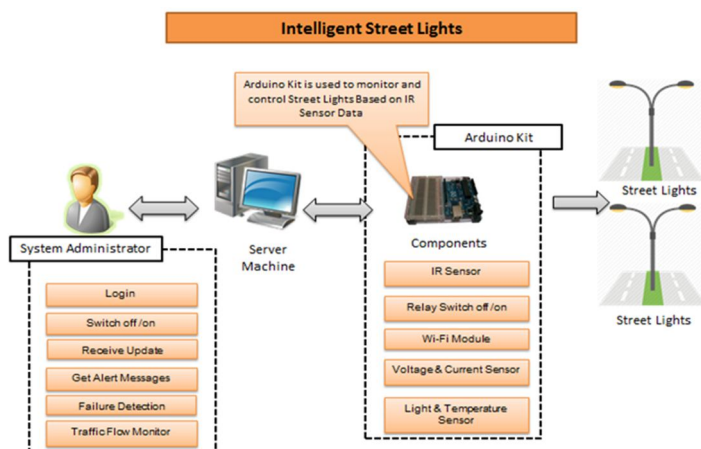 Intelligent Street Lights
Arduino Kit is used to monitor and
control Street Lights Based on IR
Sensor Data
Arduino Kit
Street Lights
System Administrator
Server
Machine
Components
Street Lights
Login
Switch off /on
Receive Update
Get Alert Messages
Failure Detection
Traffic Flow Monitor
IR Sensor
Relay Switch off /on
Wi-Fi Module
Voltage & Current Sensor
Light & Temperature
Sensor